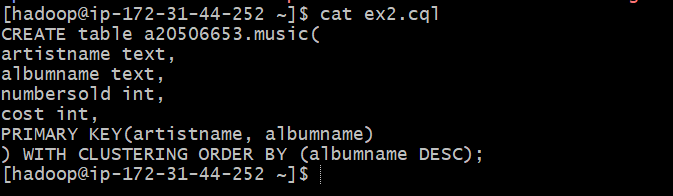 [hadoop@ip-172-31-44-252 ~]$ cat ex2.cql
CREATE table a20506653.music(
artistname text,
albumname text,
numbersold int,
cost int,
PRIMARY KEY(artistname, albumname)
) WITH CLUSTERING ORDER BY (albumname DESC);
[hadoop@ip-172-31-44-252 ~]$